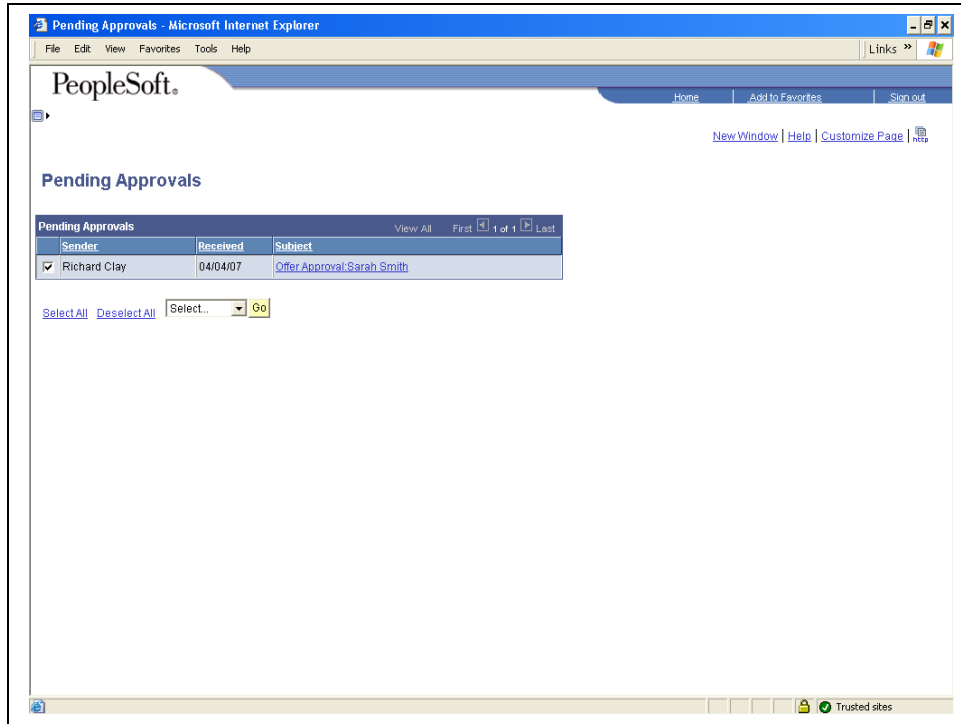 Pending Approvals - Microsoft Internet Explorer
File Edit View Favorites Tools Help Links »
PeopleSoft.
Home Add to Favorites Sign out
New Window | Help | Customize Page | http
Pending Approvals
Pending Approvals View All First 1 of 1 Last
Sender Received Subject
Richard Clay 04/04/07 Offer Approval:Sarah Smith
Select All Deselect All Select... Go
Trusted sites